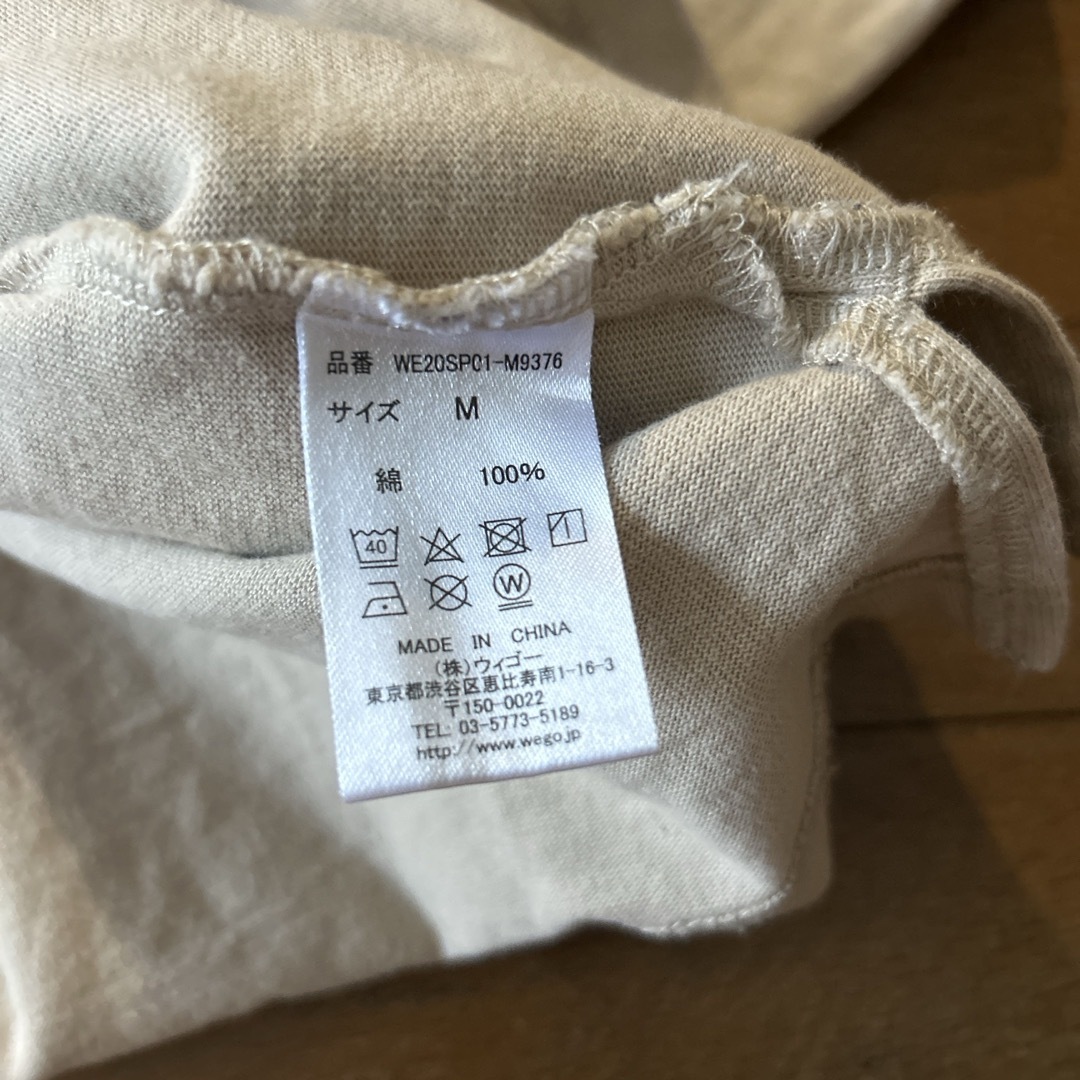 品番 WE20SP01-M9376
サイズ M
綿 100%
40
W
MADE IN CHINA
(株)ウィゴー
東京都渋谷区恵比寿南1-16-3
〒150-0022
TEL: 03-5773-5189
http://www.wego.jp